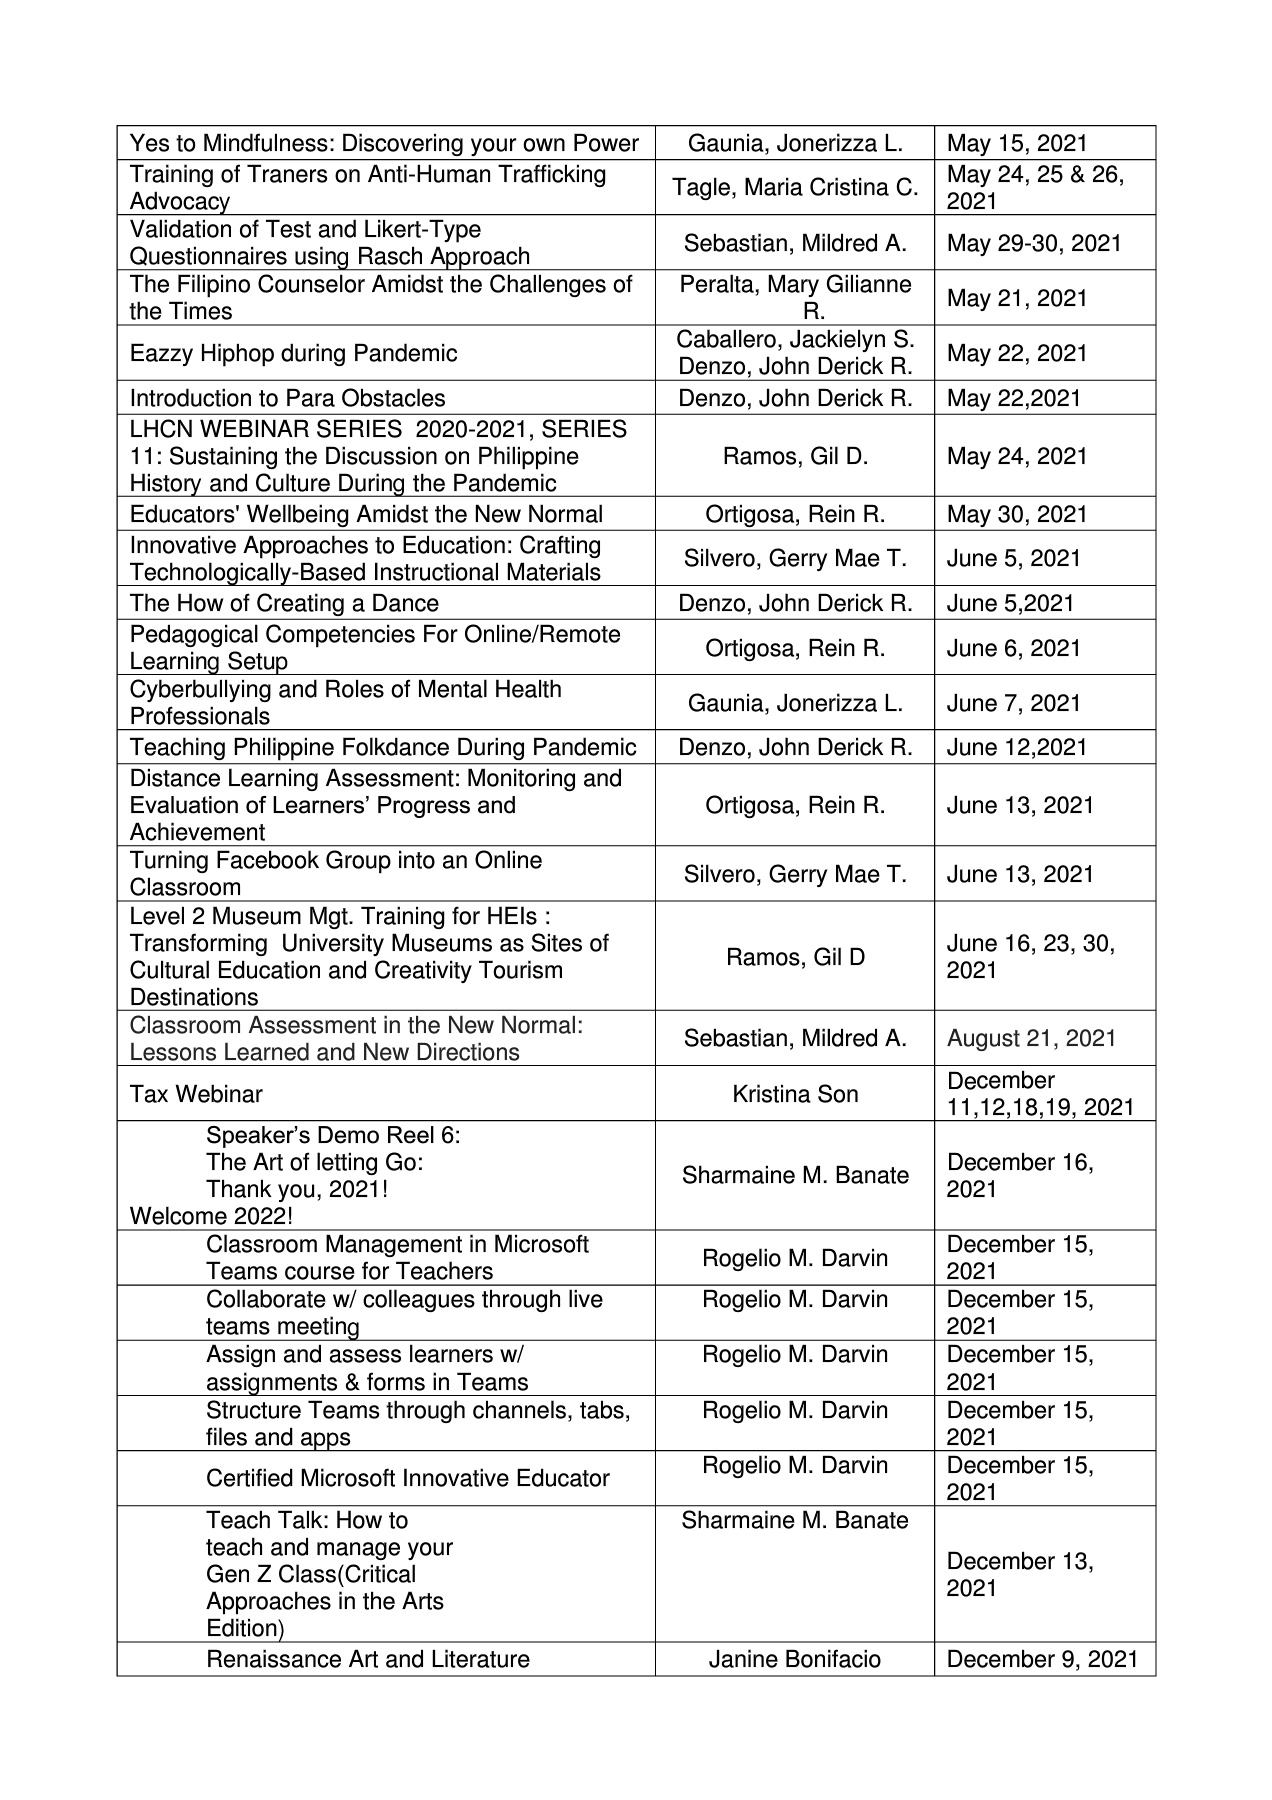 Yes to Mindfulness: Discovering your own Power
Gaunia, Jonerizza L.
May 15, 2021
Training of Traners on Anti-Human Trafficking
Advocacy
Tagle, Maria Cristina C.
May 24, 25 & 26,
2021
Validation of Test and Likert-Type
Questionnaires using Rasch Approach
Sebastian, Mildred A.
May 29-30, 2021
The Filipino Counselor Amidst the Challenges of
the Times
Peralta, Mary Gilianne
R.
May 21, 2021
Eazzy Hiphop during Pandemic
Caballero, Jackielyn S.
Denzo, John Derick R.
May 22, 2021
Introduction to Para Obstacles
Denzo, John Derick R.
May 22,2021
LHCN WEBINAR SERIES  2020-2021, SERIES
11: Sustaining the Discussion on Philippine
History and Culture During the Pandemic
Ramos, Gil D.
May 24, 2021
Educators' Wellbeing Amidst the New Normal
Ortigosa, Rein R.
May 30, 2021
Innovative Approaches to Education: Crafting
Technologically-Based Instructional Materials
Silvero, Gerry Mae T.
June 5, 2021
The How of Creating a Dance
Denzo, John Derick R.
June 5,2021
Pedagogical Competencies For Online/Remote
Learning Setup
Ortigosa, Rein R.
June 6, 2021
Cyberbullying and Roles of Mental Health
Professionals
Gaunia, Jonerizza L.
June 7, 2021
Teaching Philippine Folkdance During Pandemic
Denzo, John Derick R.
June 12,2021
Distance Learning Assessment: Monitoring and
Evaluation of Learners’ Progress and
Achievement
Ortigosa, Rein R.
June 13, 2021
Turning Facebook Group into an Online
Classroom
Silvero, Gerry Mae T.
June 13, 2021
Level 2 Museum Mgt. Training for HEIs :
Transforming  University Museums as Sites of
Cultural Education and Creativity Tourism
Destinations
Ramos, Gil D
June 16, 23, 30,
2021
Classroom Assessment in the New Normal:
Lessons Learned and New Directions
Sebastian, Mildred A.
August 21, 2021
Tax Webinar
Kristina Son
December
11,12,18,19, 2021
Speaker’s Demo Reel 6:
The Art of letting Go:
Thank you, 2021!
Welcome 2022!
Sharmaine M. Banate
December 16,
2021
Classroom Management in Microsoft
Teams course for Teachers
Rogelio M. Darvin
December 15,
2021
Collaborate w/ colleagues through live
teams meeting
Rogelio M. Darvin
December 15,
2021
Assign and assess learners w/
assignments & forms in Teams
Rogelio M. Darvin
December 15,
2021
Structure Teams through channels, tabs,
files and apps
Rogelio M. Darvin
December 15,
2021
Certified Microsoft Innovative Educator
Rogelio M. Darvin
December 15,
2021
Teach Talk: How to
teach and manage your
Gen Z Class(Critical
Approaches in the Arts
Edition)
Sharmaine M. Banate
December 13,
2021
Renaissance Art and Literature
Janine Bonifacio
December 9, 2021